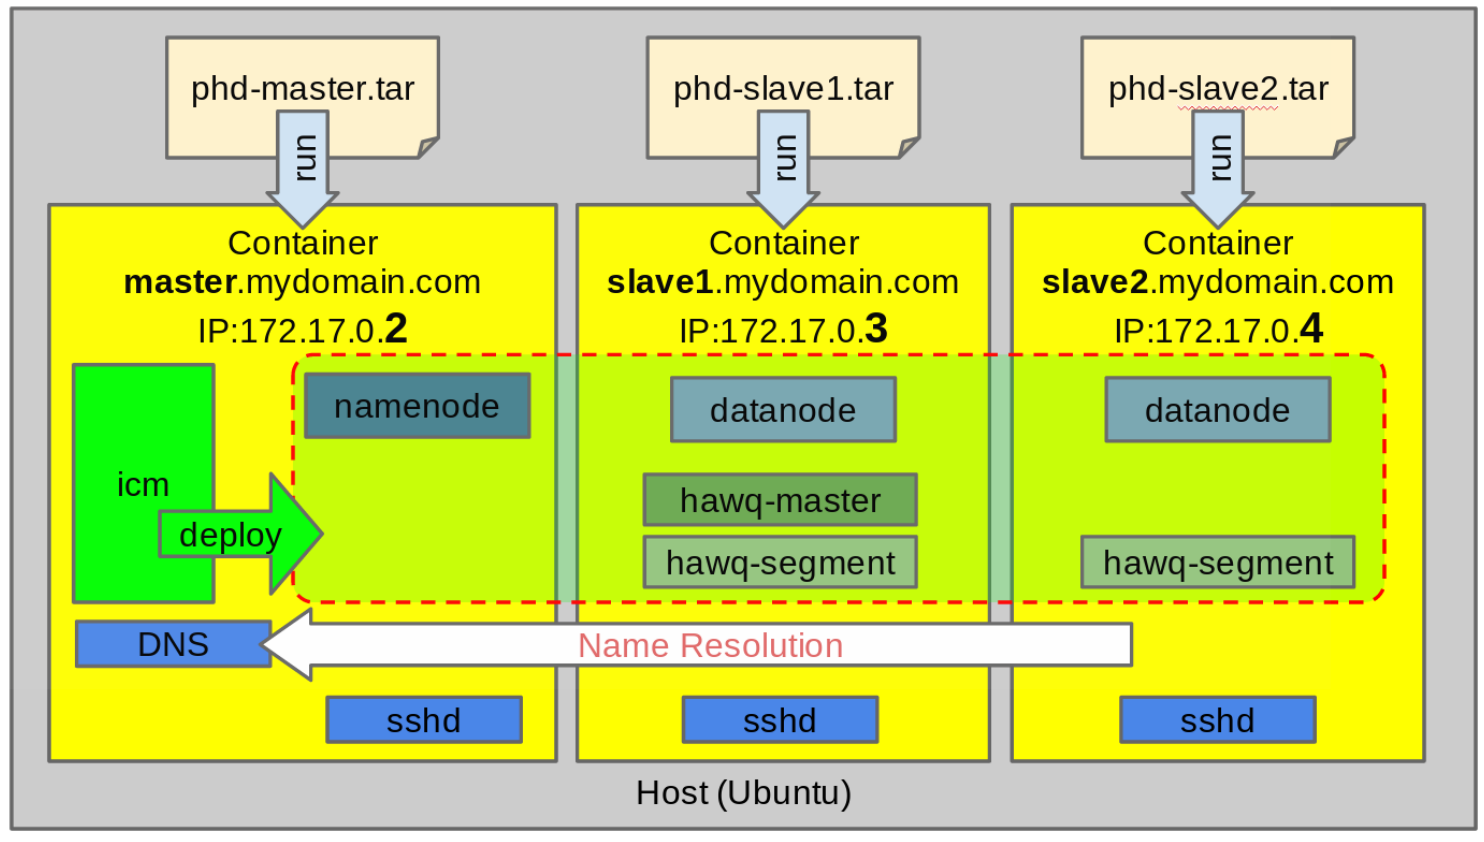 phd-master.tar
phd-slave1.tar
phd-slave2.tar
run
run
run
Container
master.mydomain.com
IP:172.17.0.2
Container
slave1.mydomain.com
IP:172.17.0.3
Container
slave2.mydomain.com
IP:172.17.0.4
namenode
datanode
datanode
icm
hawq-master
deploy
hawq-segment
hawq-segment
DNS
Name Resolution
sshd
sshd
sshd
Host (Ubuntu)